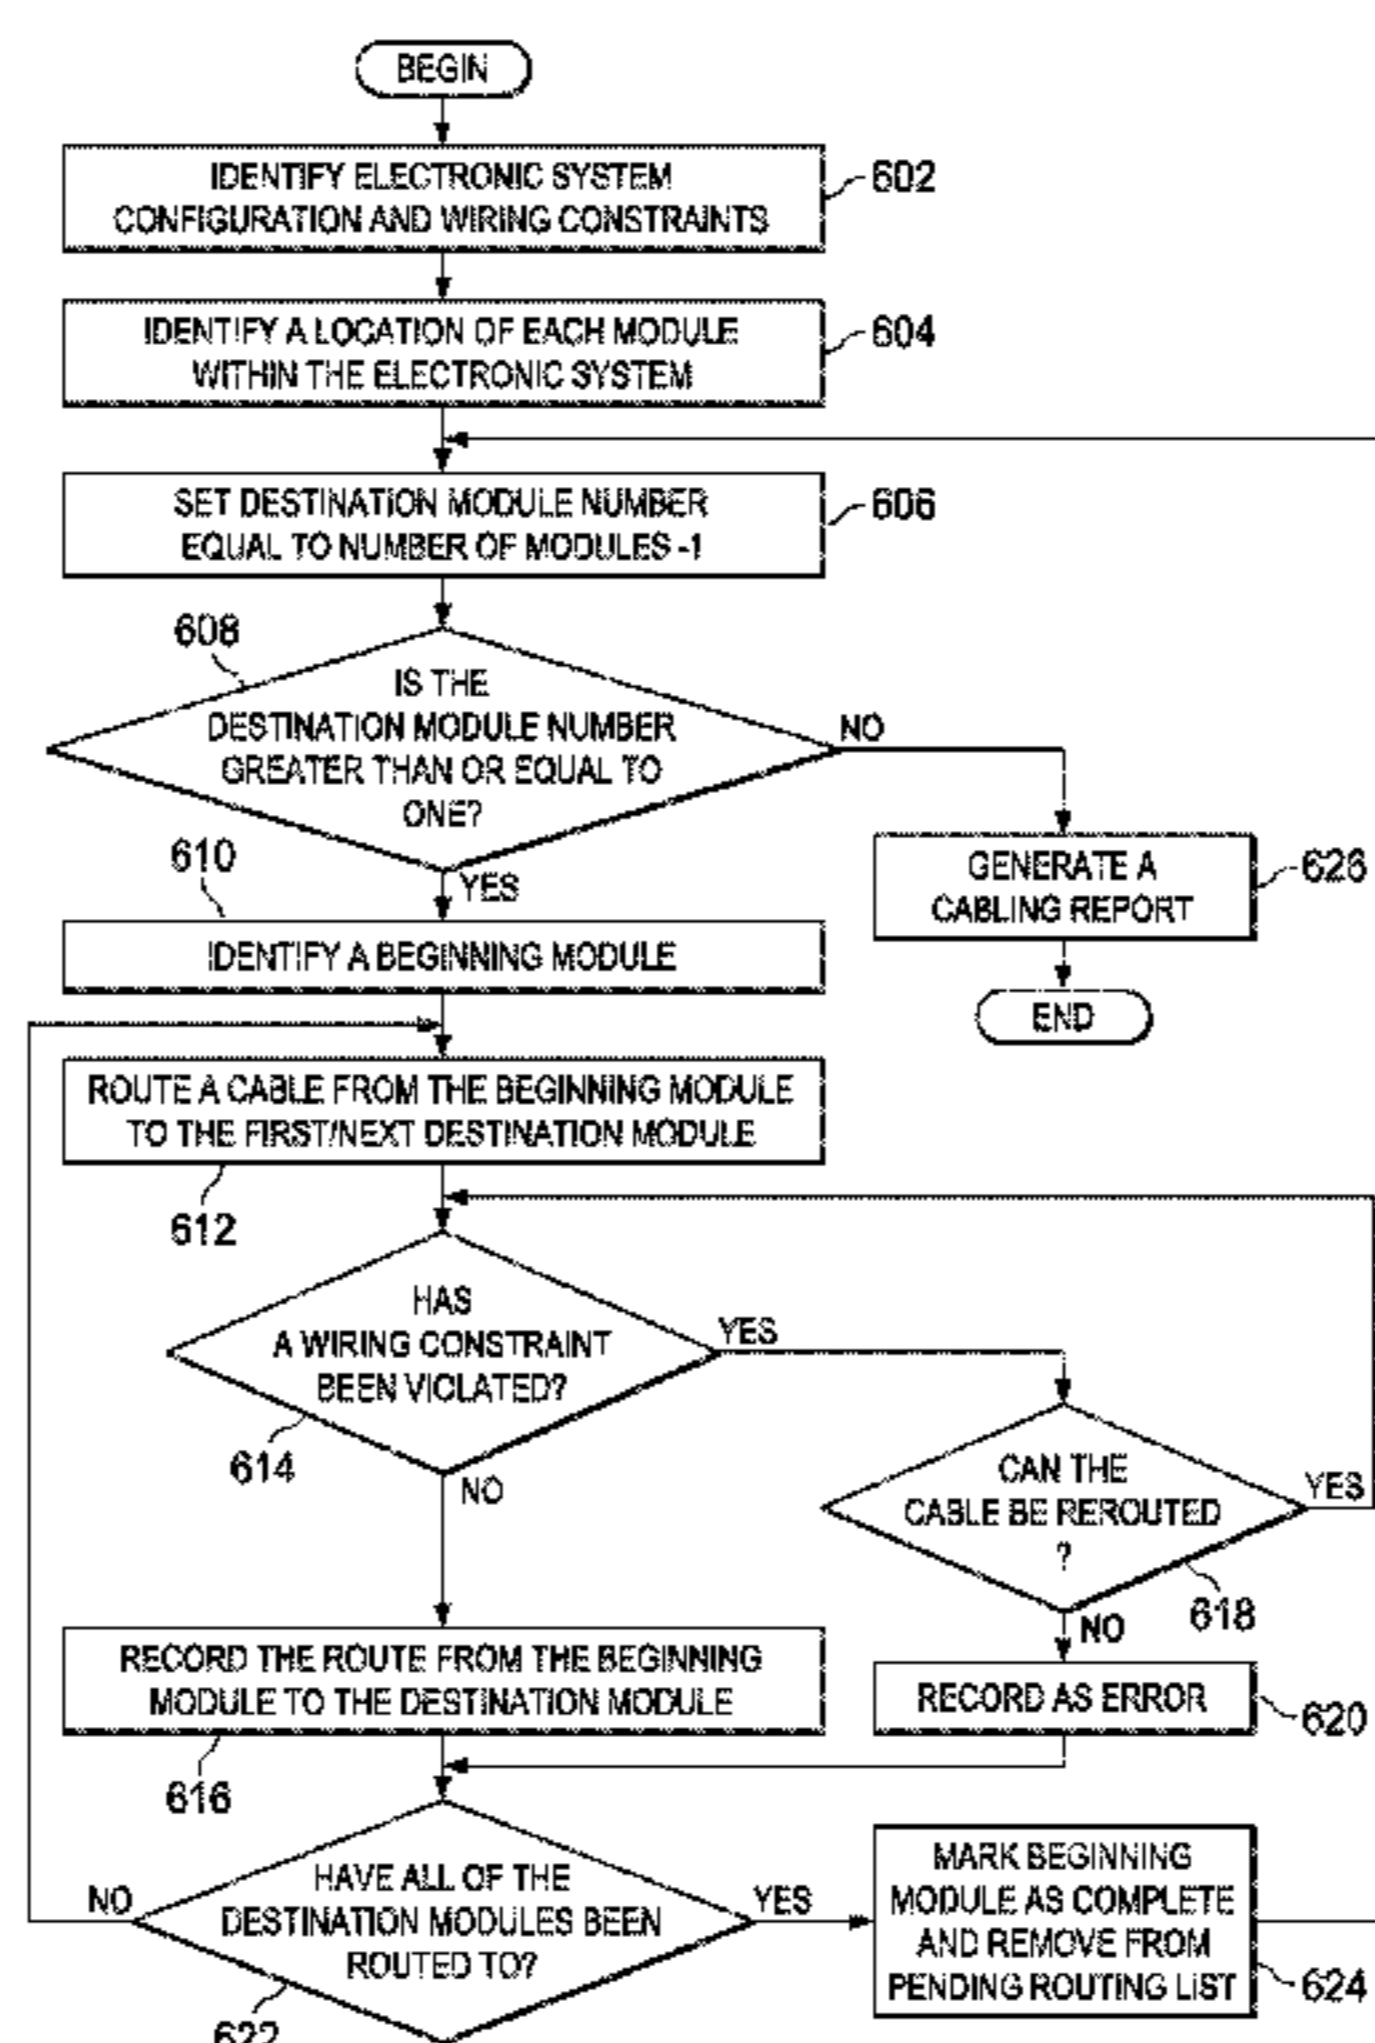 BEGIN
IDENTIFY ELECTRONIC SYSTEM
CONFIGURATION AND WIRING CONSTRAINTS
602
IDENTIFY A LOCATION OF EACH MODULE
WITHIN THE ELECTRONIC SYSTEM
604
SET DESTINATION MODULE NUMBER
EQUAL TO NUMBER OF MODULES -1
606
608
IS THE
DESTINATION MODULE NUMBER
GREATER THAN OR EQUAL TO
ONE?
NO
YES
GENERATE A
CABLING REPORT
626
END
610
IDENTIFY A BEGINNING MODULE
ROUTE A CABLE FROM THE BEGINNING MODULE
TO THE FIRST/NEXT DESTINATION MODULE
612
HAS
A WIRING CONSTRAINT
BEEN VIOLATED?
614
YES
NO
CAN THE
CABLE BE REROUTED
?
YES
618
NO
RECORD THE ROUTE FROM THE BEGINNING
MODULE TO THE DESTINATION MODULE
616
RECORD AS ERROR
620
HAVE ALL OF THE
DESTINATION MODULES BEEN
ROUTED TO?
NO
YES
622
MARK BEGINNING
MODULE AS COMPLETE
AND REMOVE FROM
PENDING ROUTING LIST
624